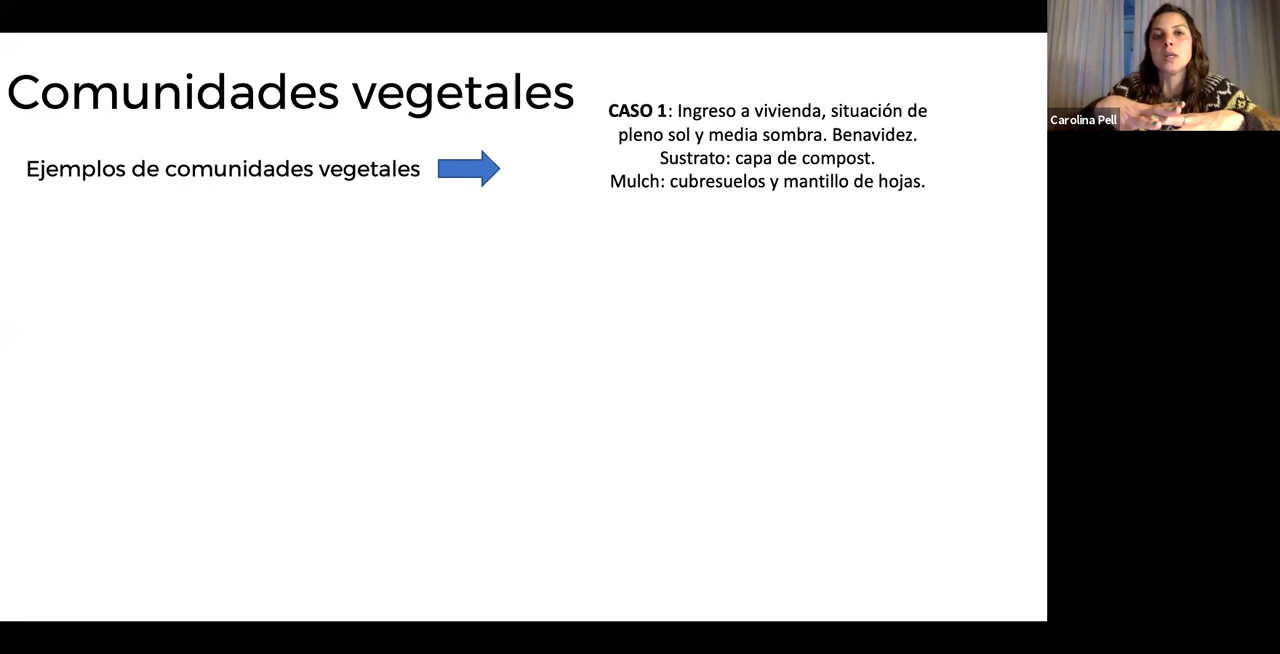 Comunidades vegetales
Ejemplos de comunidades vegetales
CASO 1: Ingreso a vivienda, situación de
pleno sol y media sombra. Benavidez.
Sustrato: capa de compost.
Mulch: cubresuelos y mantillo de hojas.
Carolina Pell